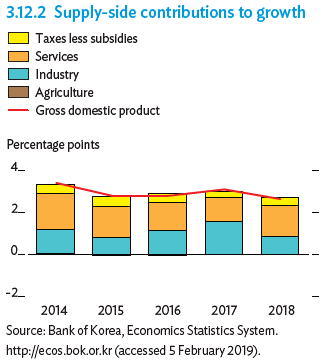 3.12.2 Supply-side contributions to growth
Taxes less subsidies
Services
Industry
Agriculture
Gross domestic product
Percentage points
4
2
0
-2
2014 2015 2016 2017 2018
Source: Bank of Korea, Economics Statistics System.
http://ecos.bok.or.kr (accessed 5 February 2019).